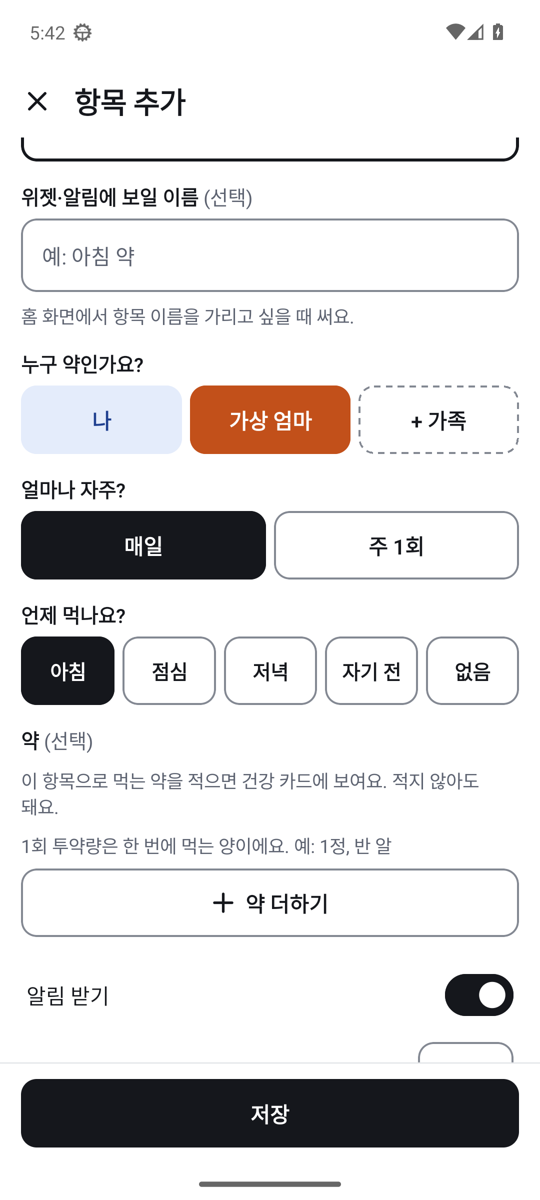 5:42
항목 추가
위젯·알림에 보일 이름 (선택)
예: 아침 약
홈 화면에서 항목 이름을 가리고 싶을 때 써요.
누구 약인가요?
나 가상 엄마 + 가족
얼마나 자주?
매일 주 1회
언제 먹나요?
아침 점심 저녁 자기 전 없음
약 (선택)
이 항목으로 먹는 약을 적으면 건강 카드에 보여요. 적지 않아도
돼요.
1회 투약량은 한 번에 먹는 양이에요. 예: 1정, 반 알
+ 약 더하기
알림 받기
저장